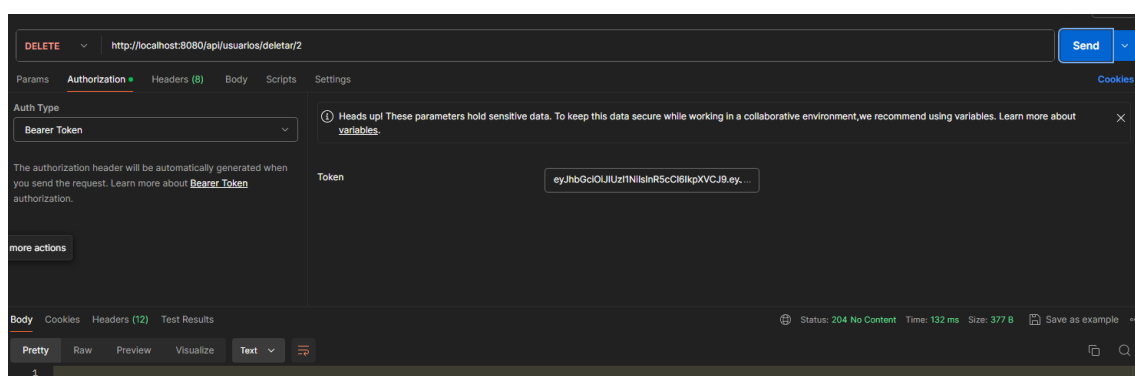 DELETE http://localhost:8080/api/usuarios/deletar/2 Send
Params Authorization Headers (8) Body Scripts Settings Cookies
Auth Type
Bearer Token
The authorization header will be automatically generated when
you send the request. Learn more about Bearer Token
authorization.
Heads up! These parameters hold sensitive data. To keep this data secure while working in a collaborative environment,we recommend using variables. Learn more about
variables.
Token eyJhbGciOiJIUzI1NiIsInR5cCI6IkpXVCJ9.ey. ...
more actions
Body Cookies Headers (12) Test Results Status: 204 No Content Time: 132 ms Size: 377 B Save as example
Pretty Raw Preview Visualize Text
1